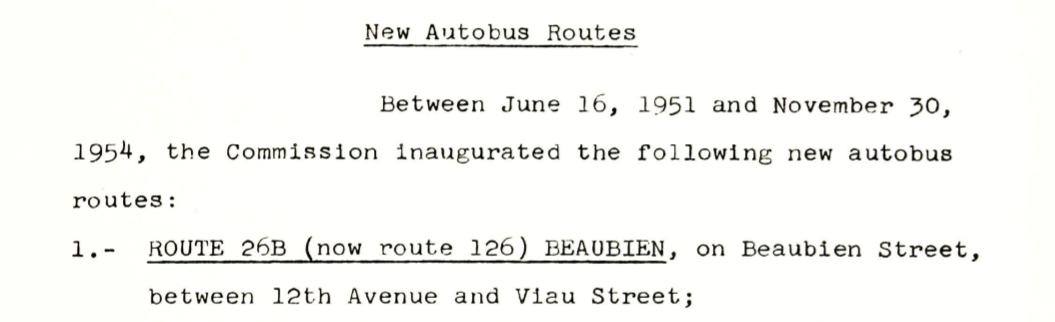 New Autobus Routes
Between June 16, 1951 and November 30,
1954, the Commission inaugurated the following new autobus
routes:
1.- ROUTE 26B (now route 126) BEAUBIEN, on Beaubien Street,
between 12th Avenue and Viau Street;